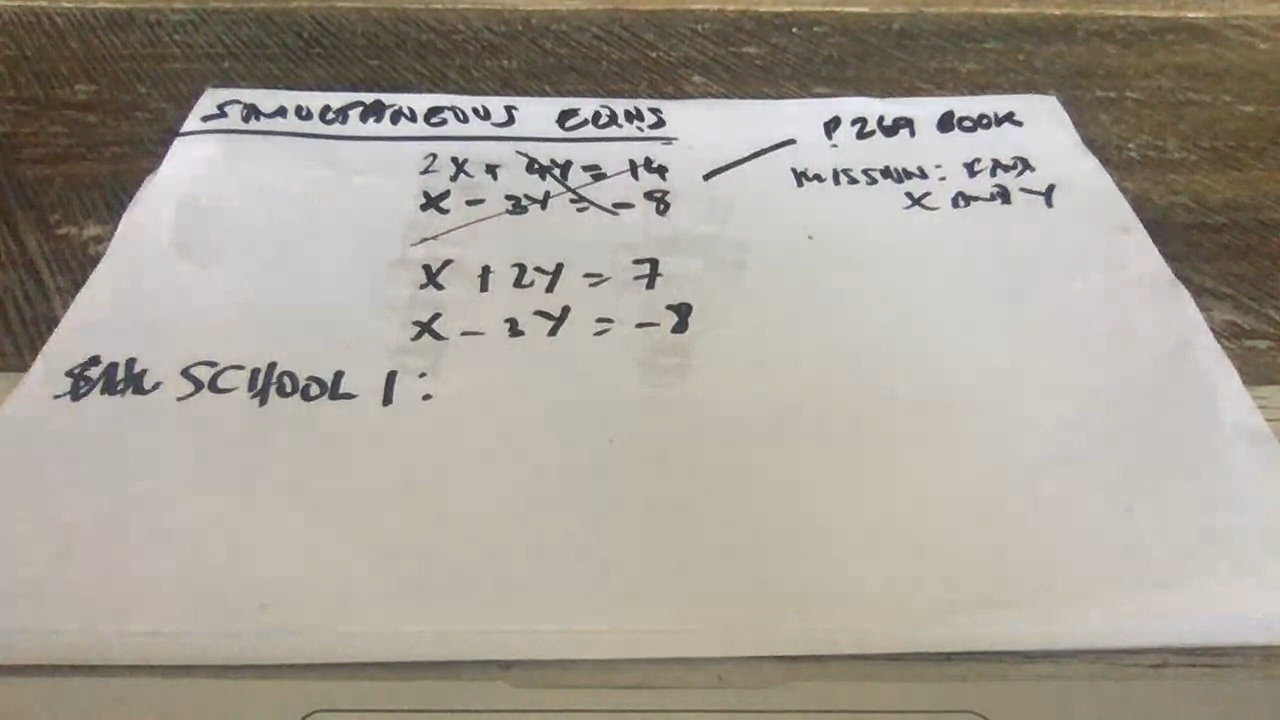 SIMULTANEOUS EQNS
P269 BOOK
2X + 4Y = 14
MISSION: FIND
X - 3Y = -8
X AND Y
X + 2Y = 7
X - 3Y = -8
SCHOOL 1: